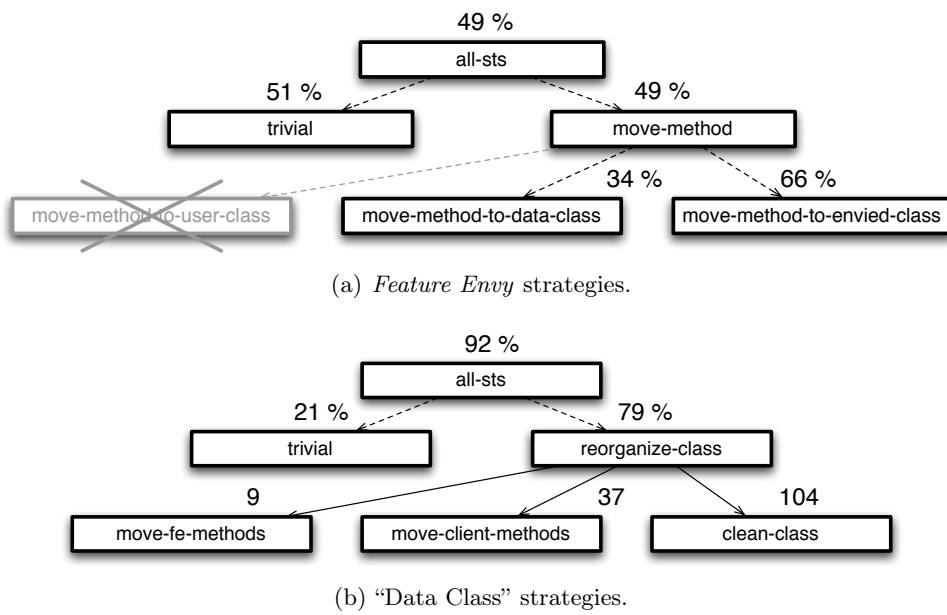 49 %
all-sts
51 %
49 %
trivial
move-method
34 %
66 %
move-method-to-user-class
move-method-to-data-class
move-method-to-envied-class
(a) Feature Envy strategies.
92 %
all-sts
21 %
79 %
trivial
reorganize-class
9
37
104
move-fe-methods
move-client-methods
clean-class
(b) “Data Class” strategies.